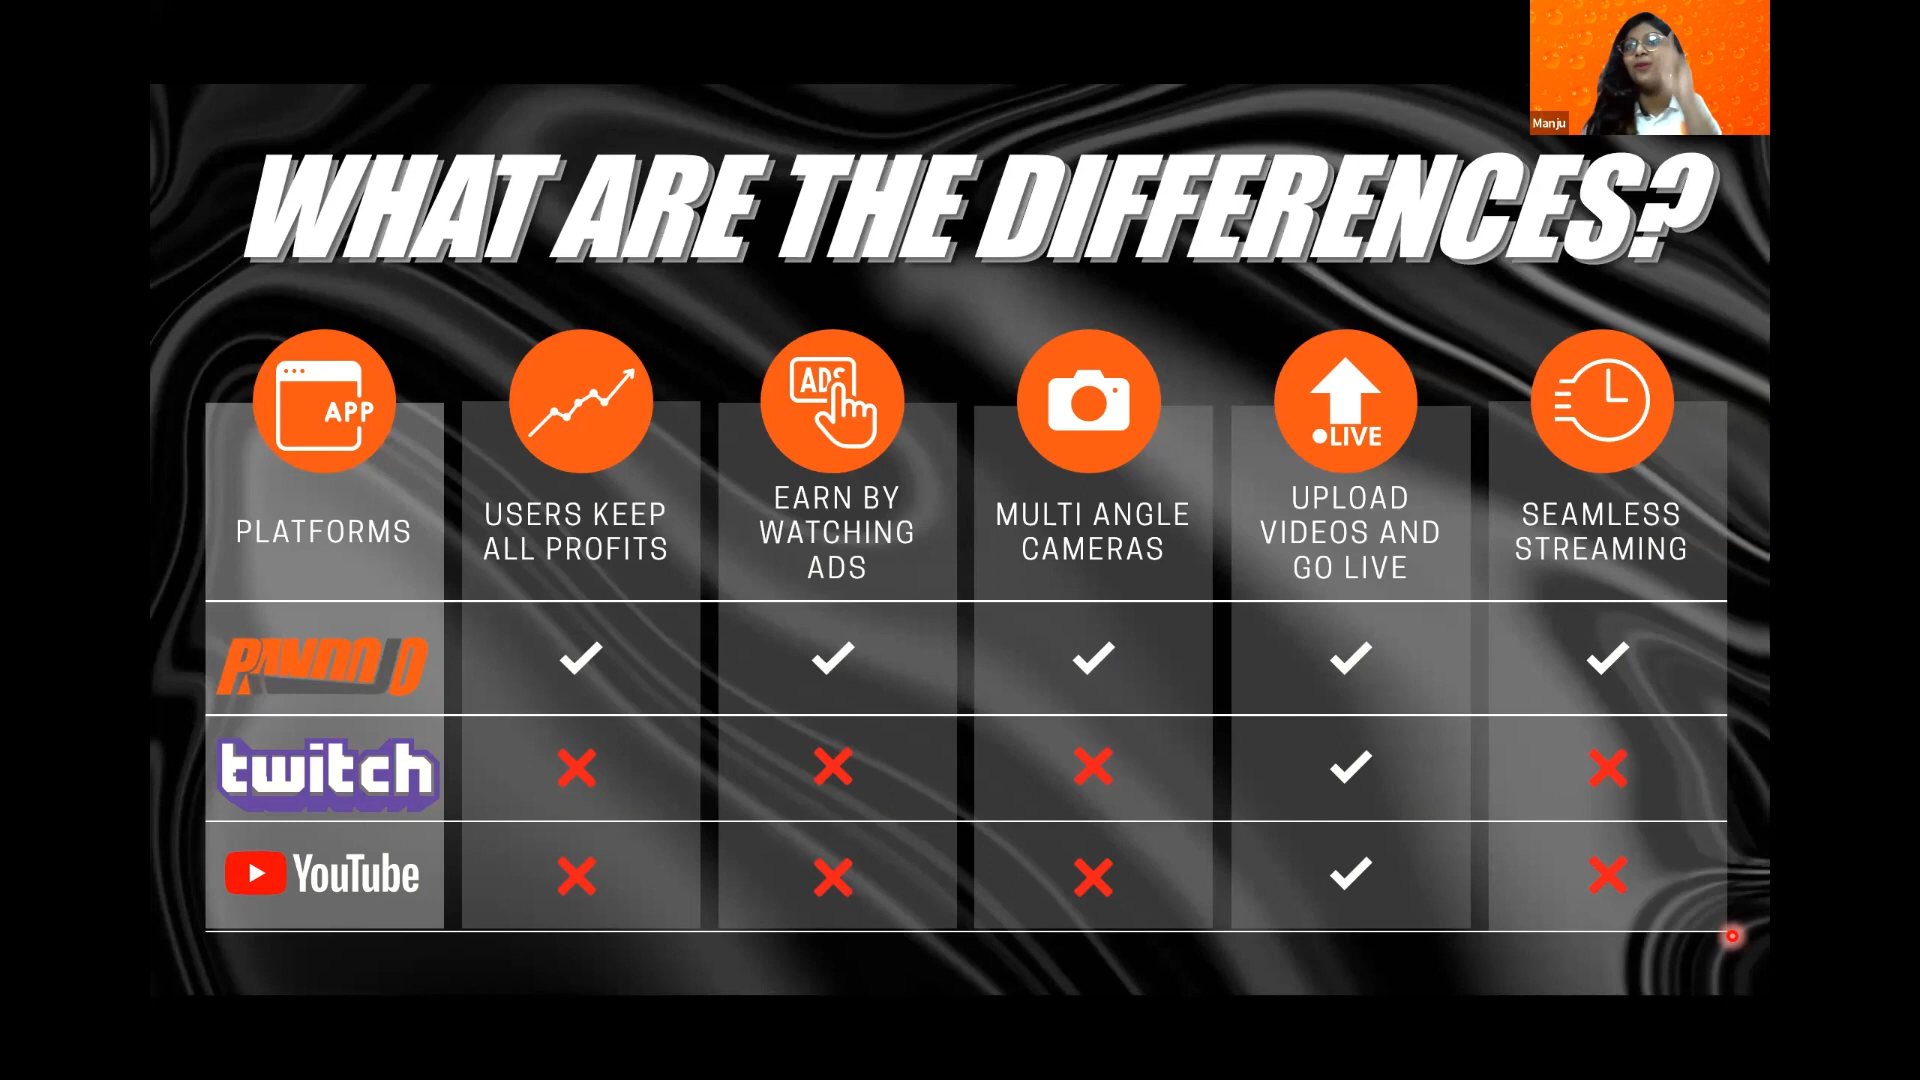 Manju
WHAT ARE THE DIFFERENCES?
APP
ADS
LIVE
PLATFORMS
USERS KEEP
ALL PROFITS
EARN BY
WATCHING
ADS
MULTI ANGLE
CAMERAS
UPLOAD
VIDEOS AND
GO LIVE
SEAMLESS
STREAMING
twitch
YouTube